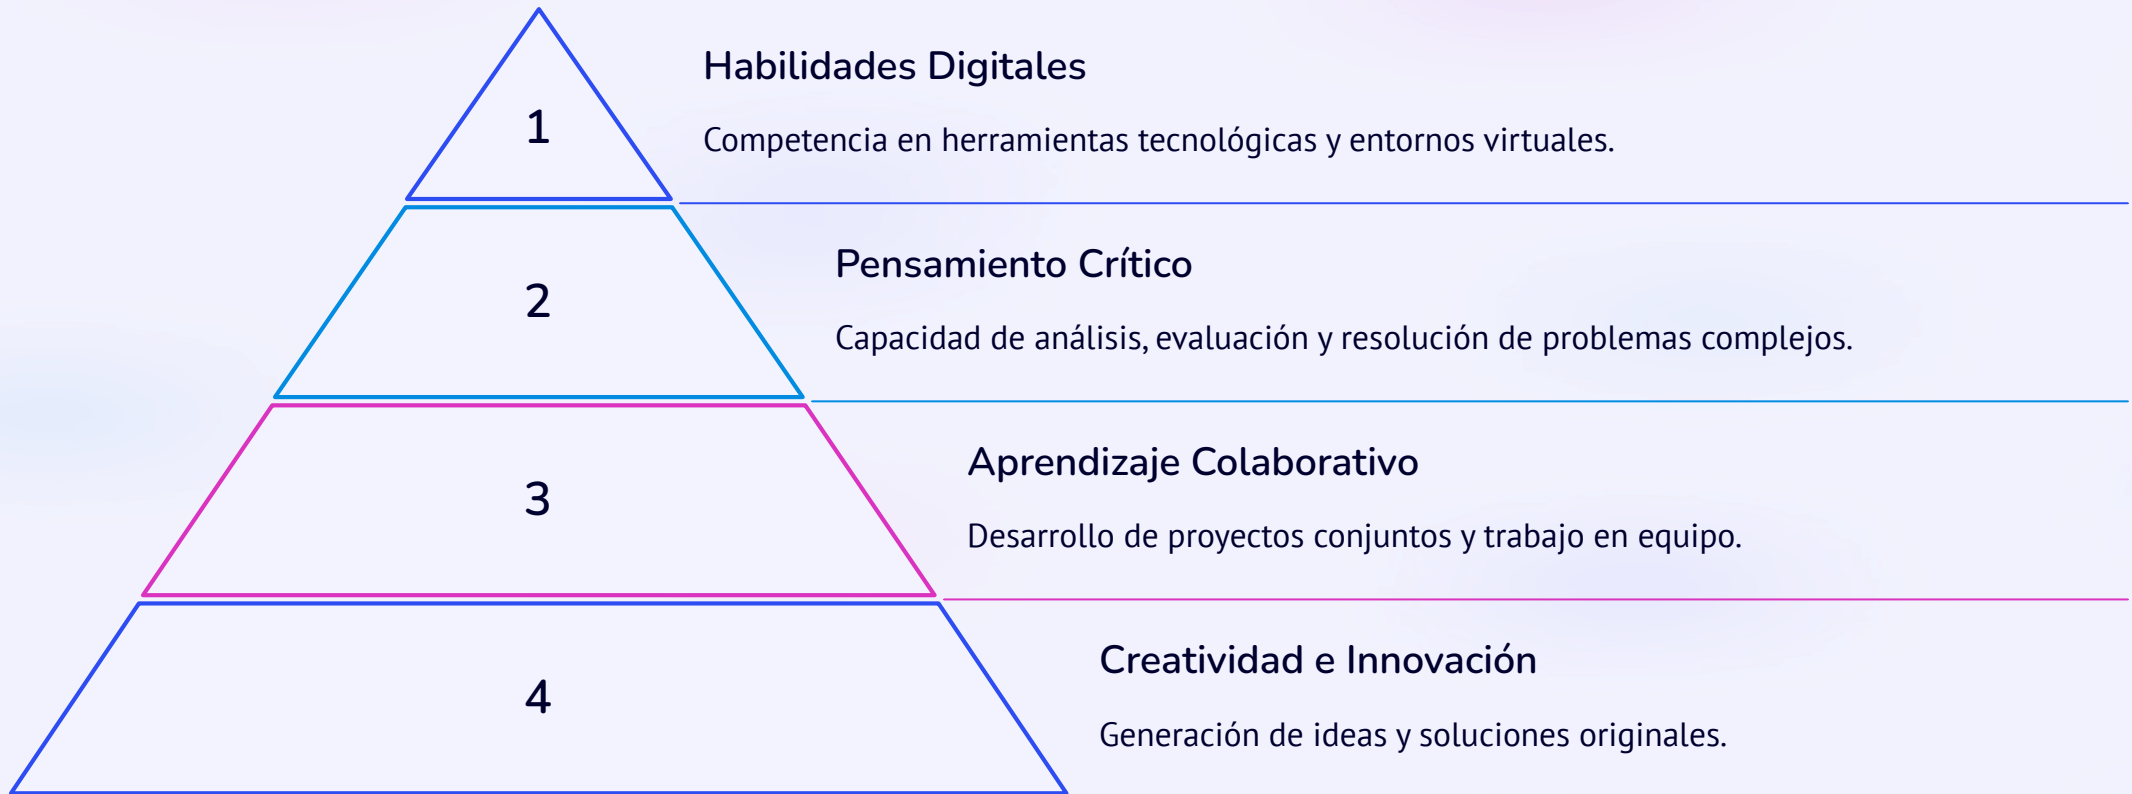 1
Habilidades Digitales
Competencia en herramientas tecnológicas y entornos virtuales.
2
Pensamiento Crítico
Capacidad de análisis, evaluación y resolución de problemas complejos.
3
Aprendizaje Colaborativo
Desarrollo de proyectos conjuntos y trabajo en equipo.
4
Creatividad e Innovación
Generación de ideas y soluciones originales.